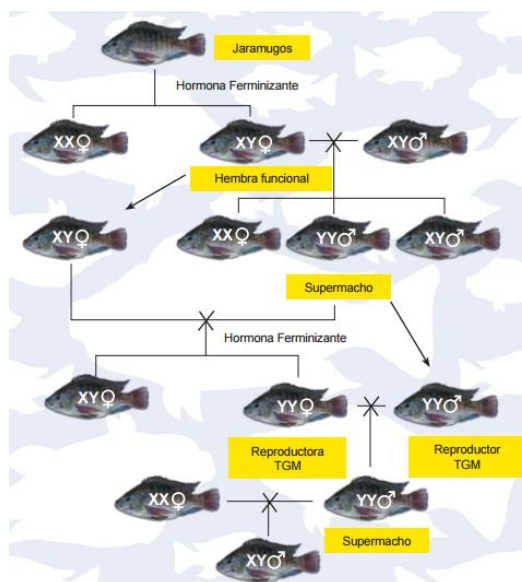 Jaramugos
Hormona Ferminizante
XX♀ XY♀ XY♂
Hembra funcional
XY♀ XX♀ YY♂ XY♂
Supermacho
Hormona Ferminizante
XY♀ YY♀ YY♂
Reproductora
TGM
Reproductor
TGM
XX♀ YY♂
Supermacho
XY♂